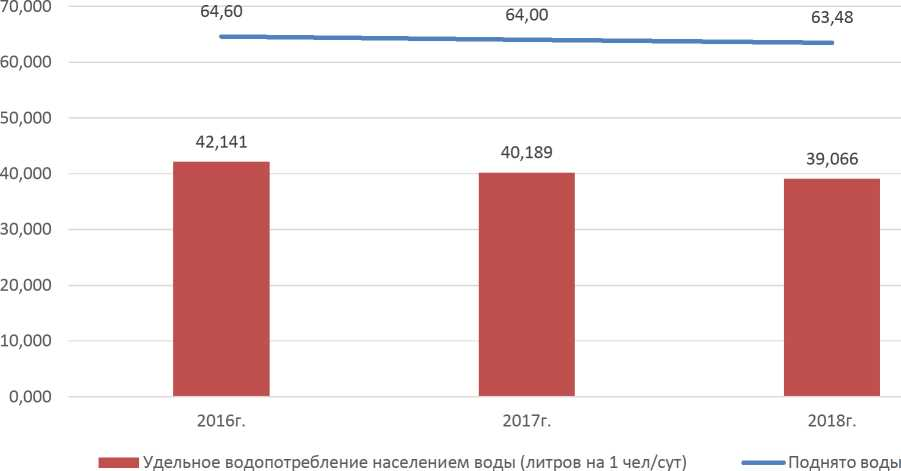 70,000
64,60
64,00
63,48
60,000
50,000
42,141
40,189
39,066
40,000
30,000
20,000
10,000
0,000
2016г.
2017г.
2018г.
Удельное водопотребление населением воды (литров на 1 чел/сут)
Поднято воды